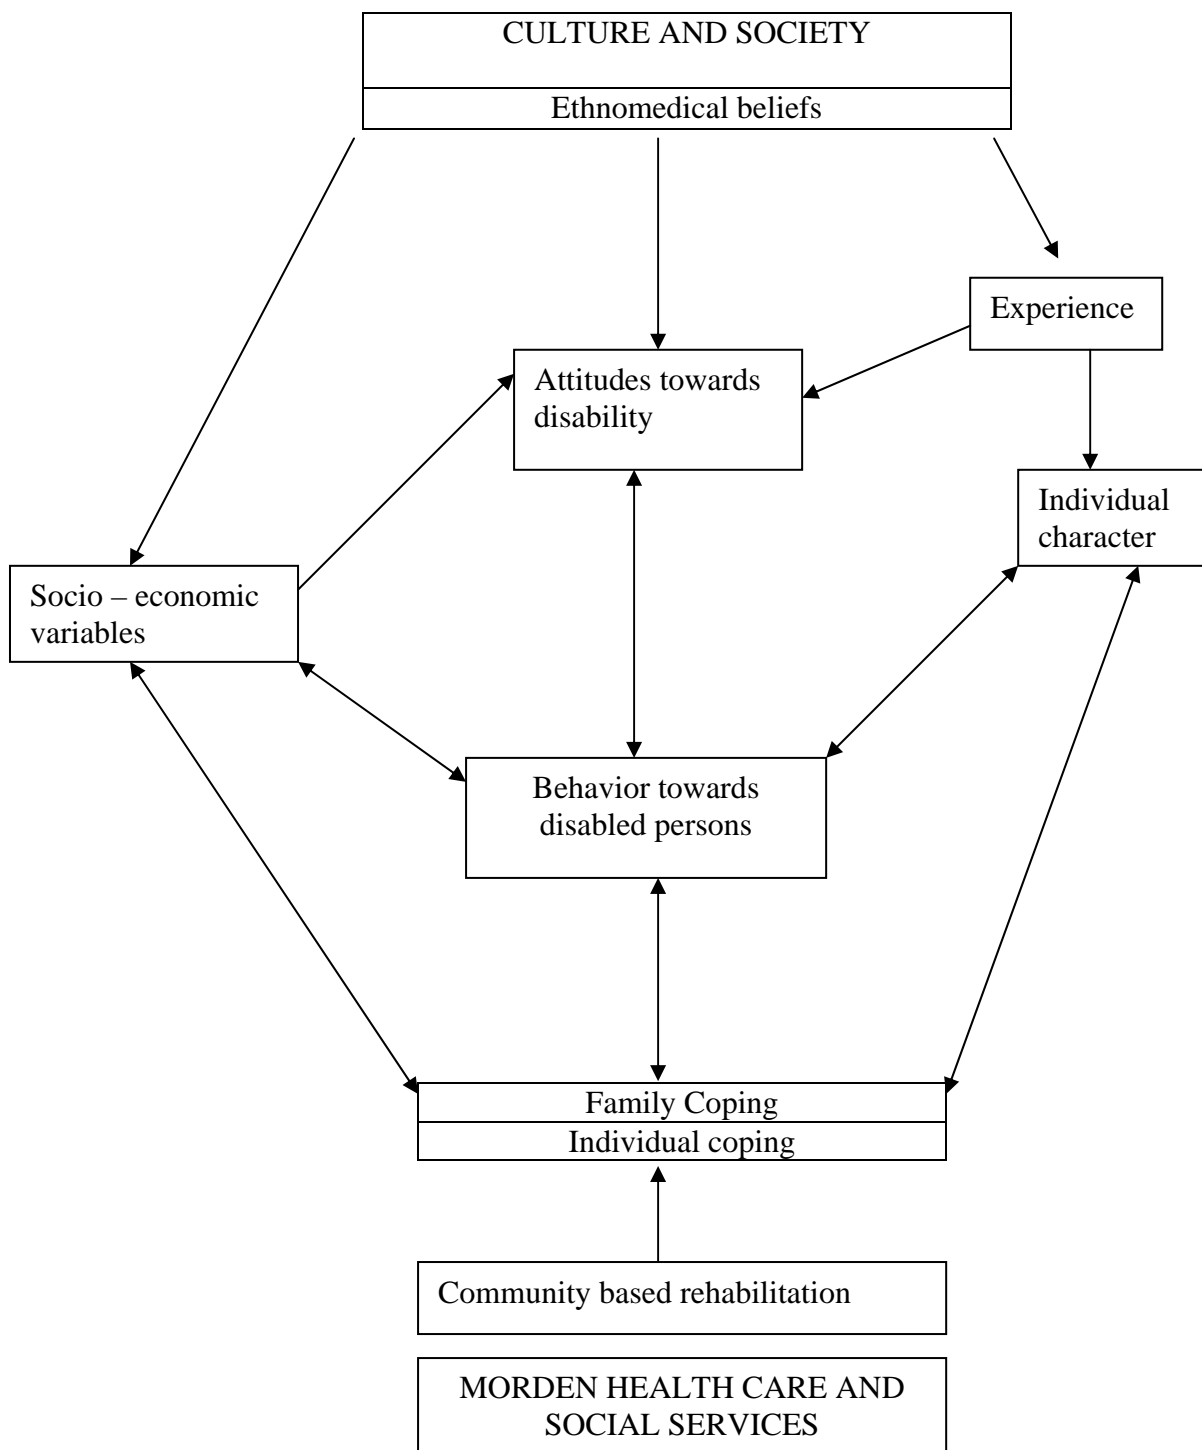 CULTURE AND SOCIETY
Ethnomedical beliefs
Experience
Attitudes towards
disability
Individual
character
Socio – economic
variables
Behavior towards
disabled persons
Family Coping
Individual coping
Community based rehabilitation
MORDEN HEALTH CARE AND
SOCIAL SERVICES